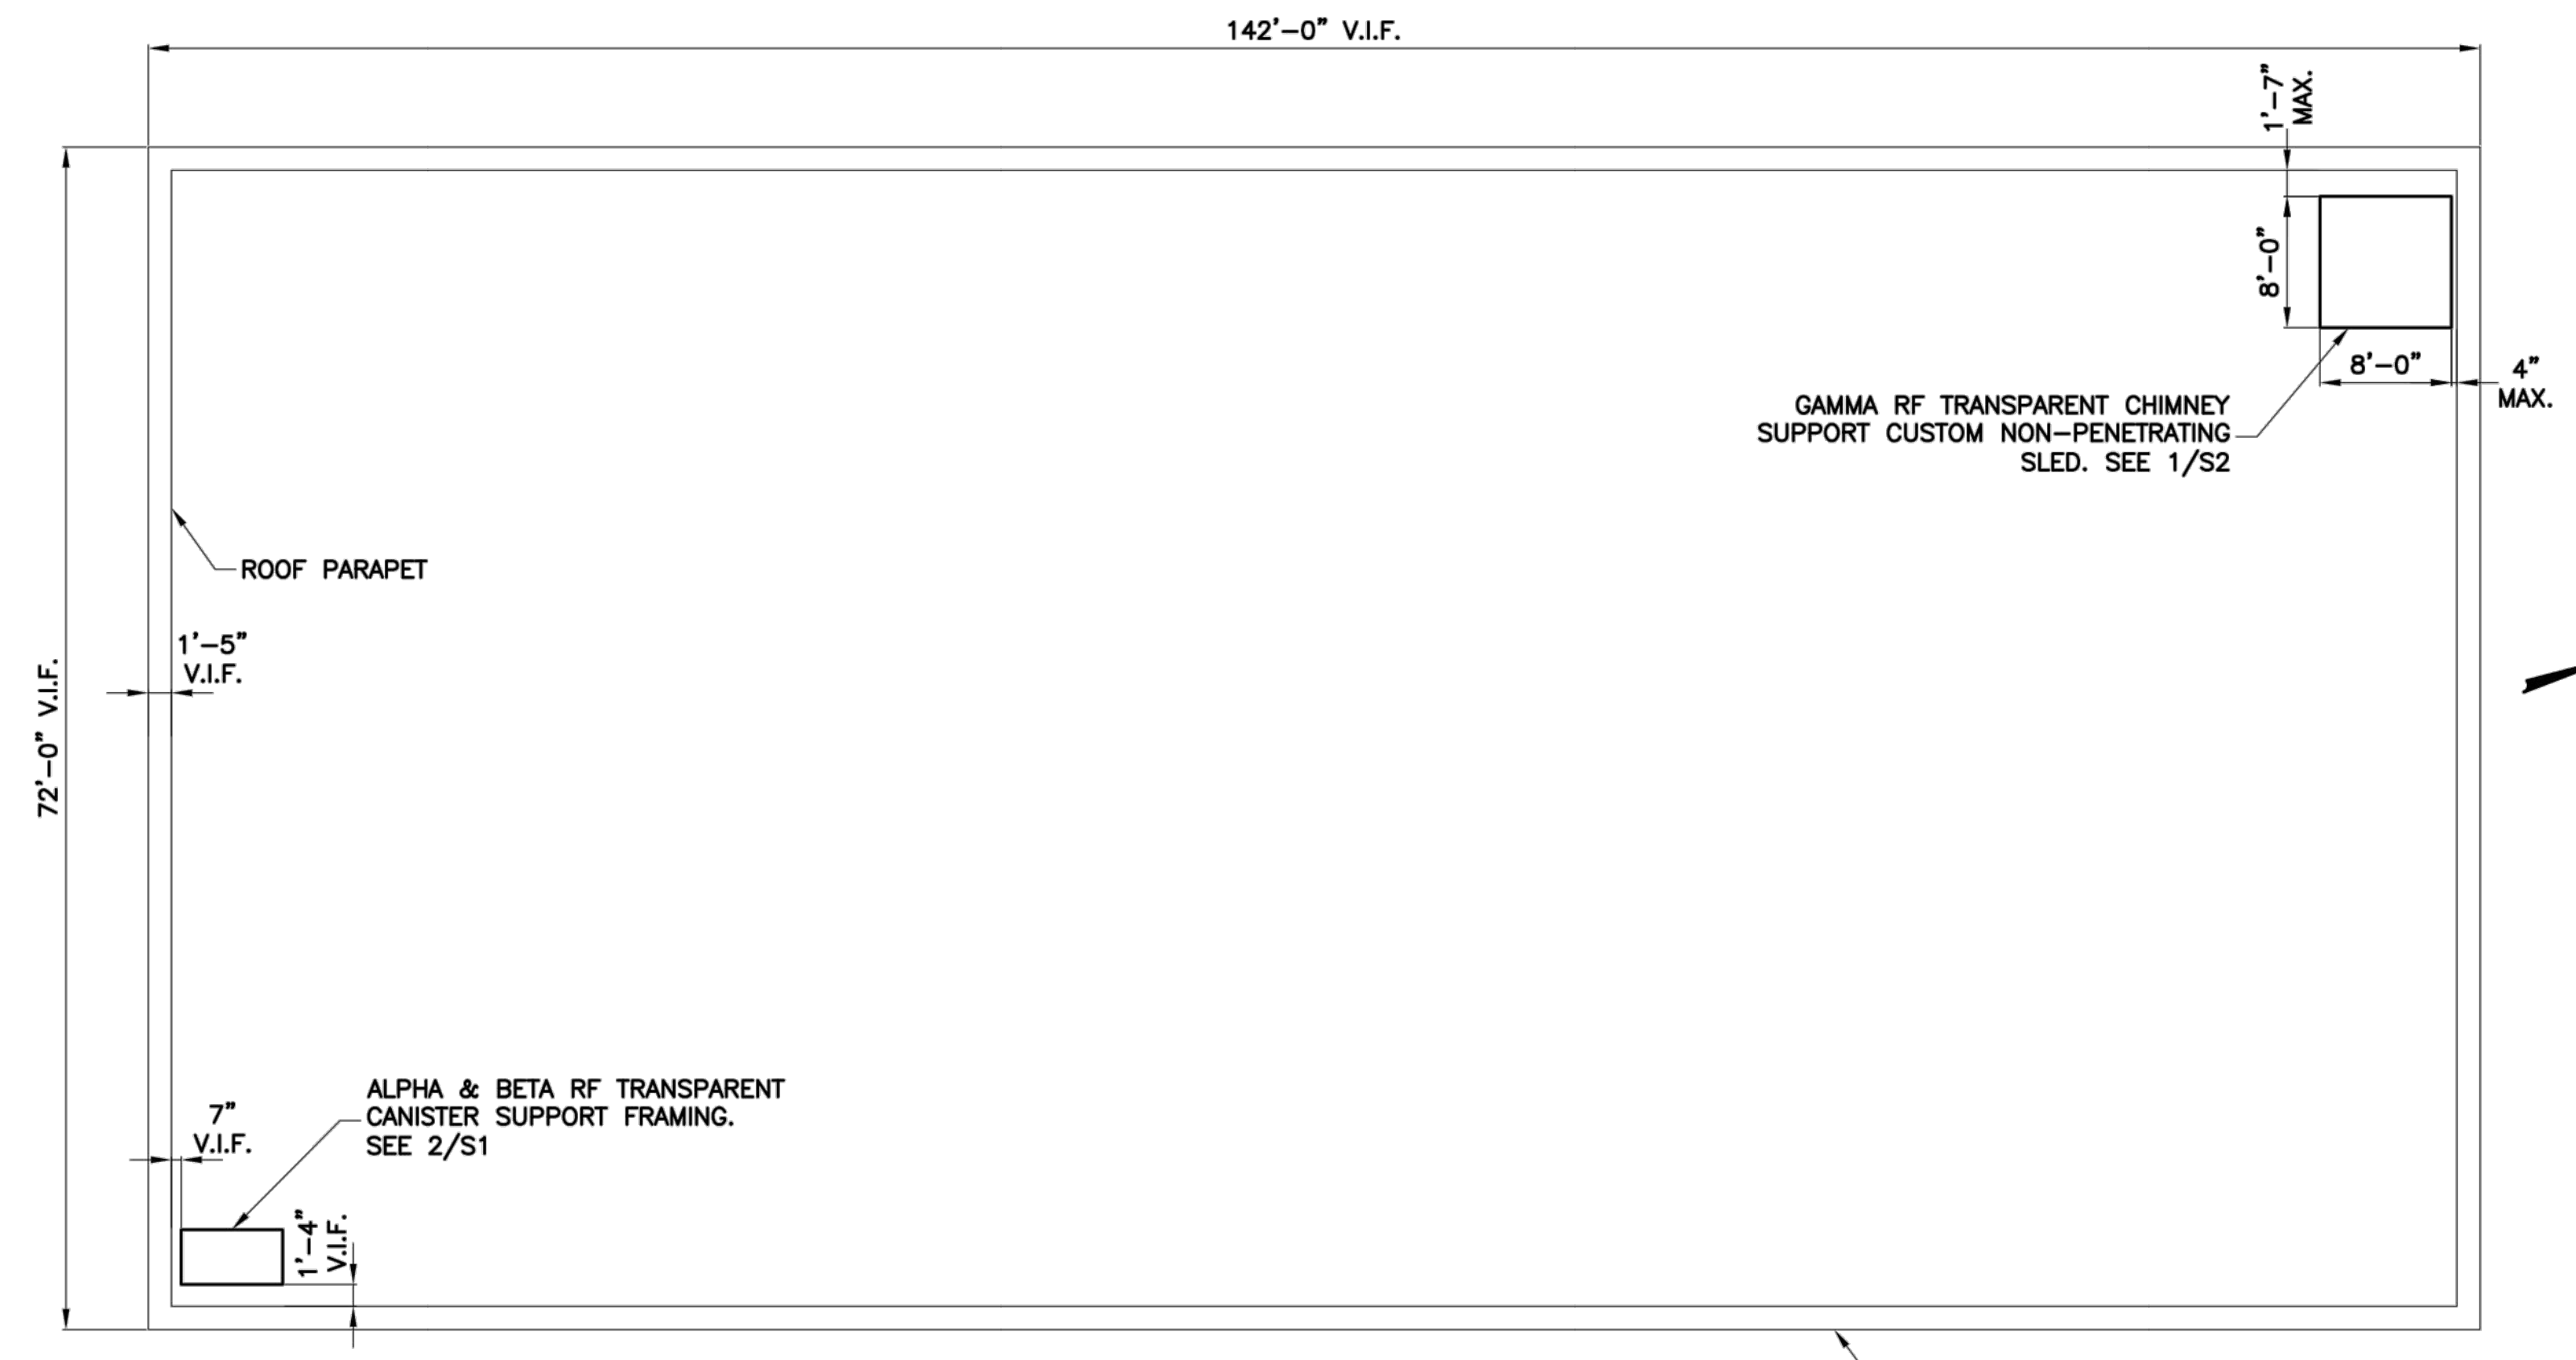 142'-0" V.I.F.
1'-7"
MAX.
8'-0"
8'-0"
4"
MAX.
GAMMA RF TRANSPARENT CHIMNEY
SUPPORT CUSTOM NON-PENETRATING
SLED. SEE 1/S2
ROOF PARAPET
1'-5"
V.I.F.
72'-0" V.I.F.
ALPHA & BETA RF TRANSPARENT
CANISTER SUPPORT FRAMING.
SEE 2/S1
7"
V.I.F.
1'-4"
V.I.F.